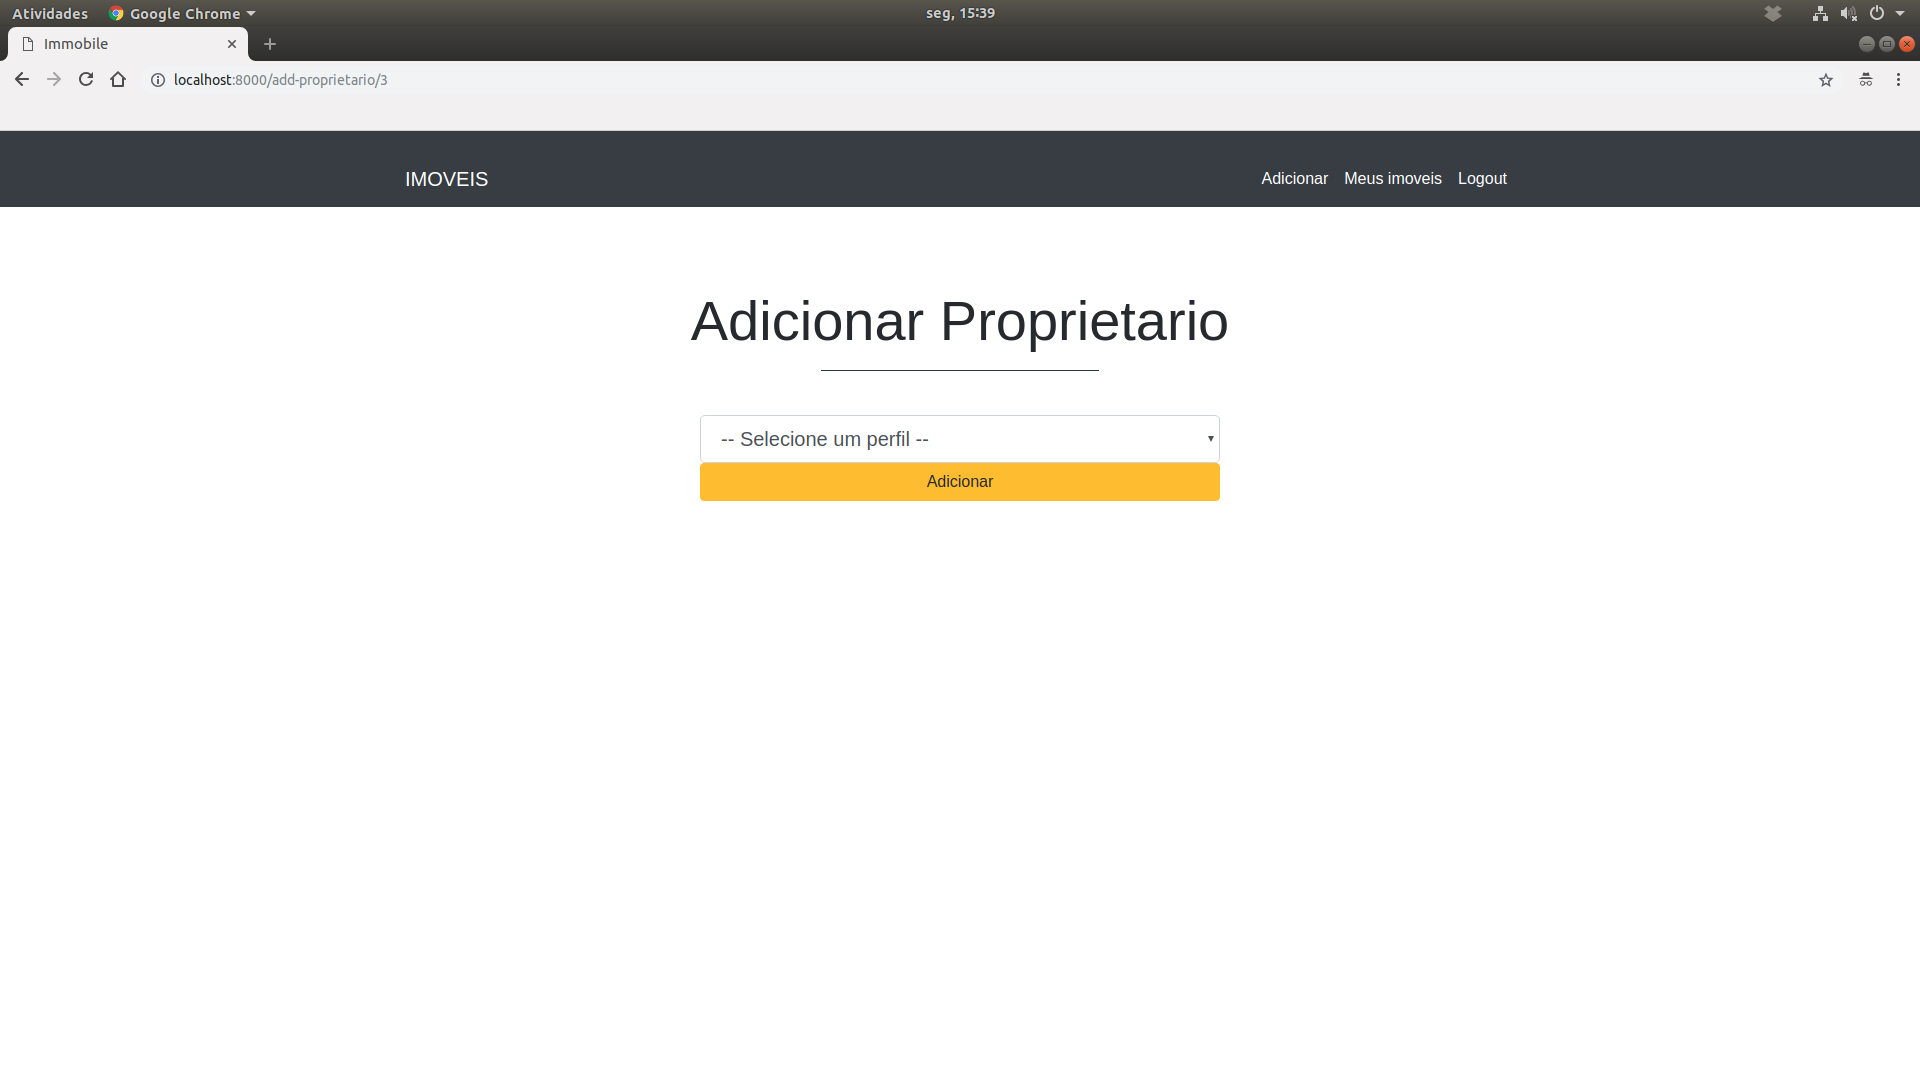 Atividades Google Chrome seg, 15:39
Immobile
localhost:8000/add-proprietario/3
IMOVEIS Adicionar Meus imoveis Logout
Adicionar Proprietario
-- Selecione um perfil --
Adicionar